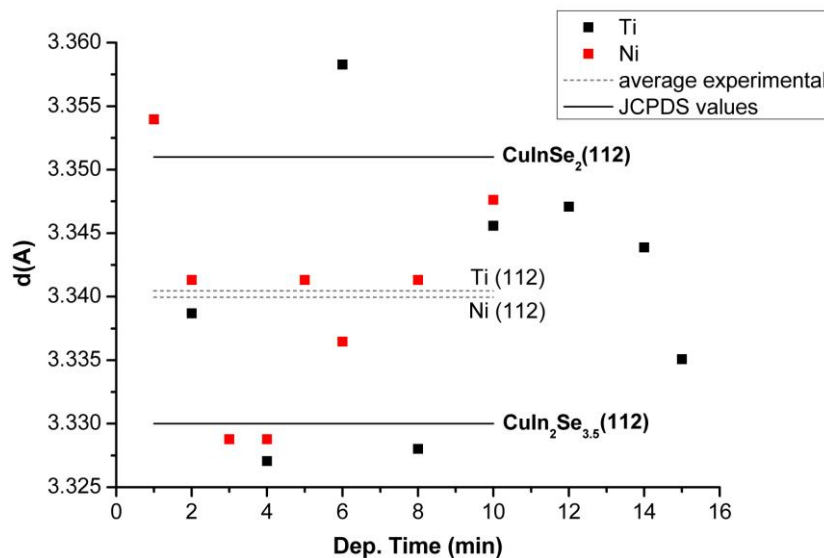 Ti
Ni
average experimental
JCPDS values
3.360
3.355
3.350
3.345
3.340
3.335
3.330
3.325
d(A)
CuInSe₂(112)
Ti (112)
Ni (112)
CuIn₂Se₃.₅(112)
0 2 4 6 8 10 12 14 16
Dep. Time (min)